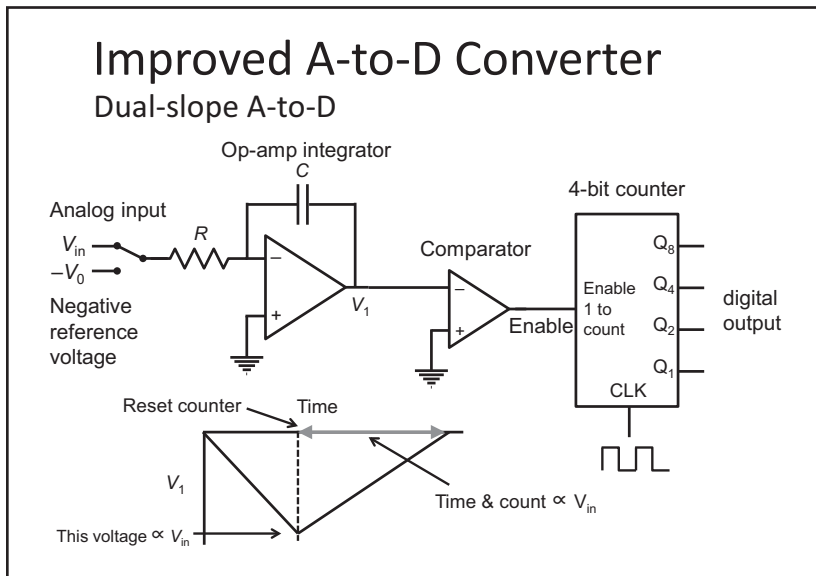 Improved A-to-D Converter
Dual-slope A-to-D
Op-amp integrator
C
4-bit counter
Analog input
R
Comparator
V_in
−V_0
Negative
reference
voltage
−
+
V_1
−
+
Enable
Enable
1 to
count
Q_8
Q_4
Q_2
Q_1
CLK
digital
output
Reset counter
Time
V_1
Time & count ∝ V_in
This voltage ∝ V_in